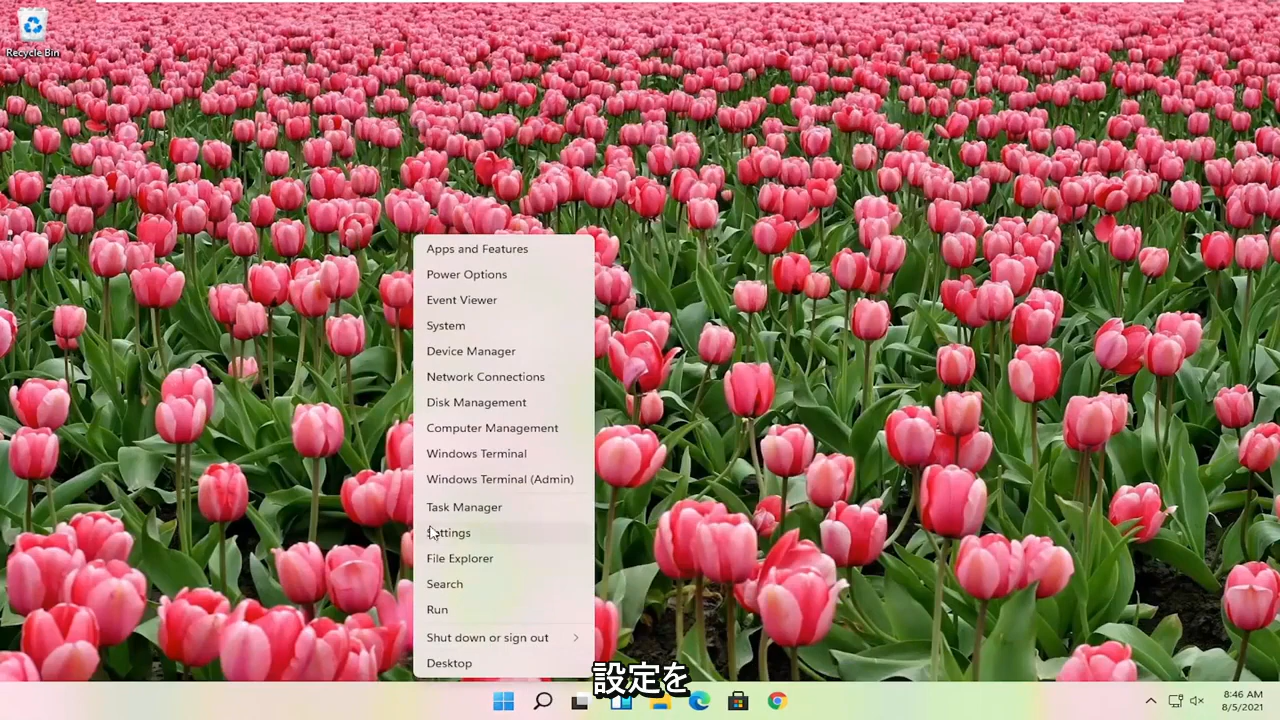 Recycle Bin
Apps and Features
Power Options
Event Viewer
System
Device Manager
Network Connections
Disk Management
Computer Management
Windows Terminal
Windows Terminal (Admin)
Task Manager
Settings
File Explorer
Search
Run
Shut down or sign out
Desktop
設定を
8:46 AM
8/5/2021